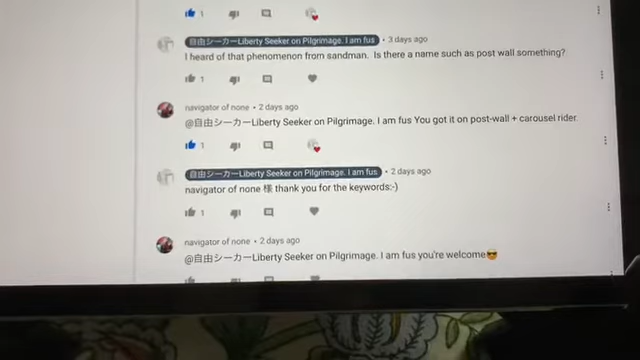 1
自由シーカーLiberty Seeker on Pilgrimage. I am fus • 3 days ago
I heard of that phenomenon from sandman. Is there a name such as post wall something?
1
navigator of none • 2 days ago
@自由シーカーLiberty Seeker on Pilgrimage. I am fus You got it on post-wall + carousel rider
1
自由シーカーLiberty Seeker on Pilgrimage. I am fus • 2 days ago
navigator of none 様 thank you for the keywords:-)
1
navigator of none • 2 days ago
@自由シーカーLiberty Seeker on Pilgrimage. I am fus you're welcome😎